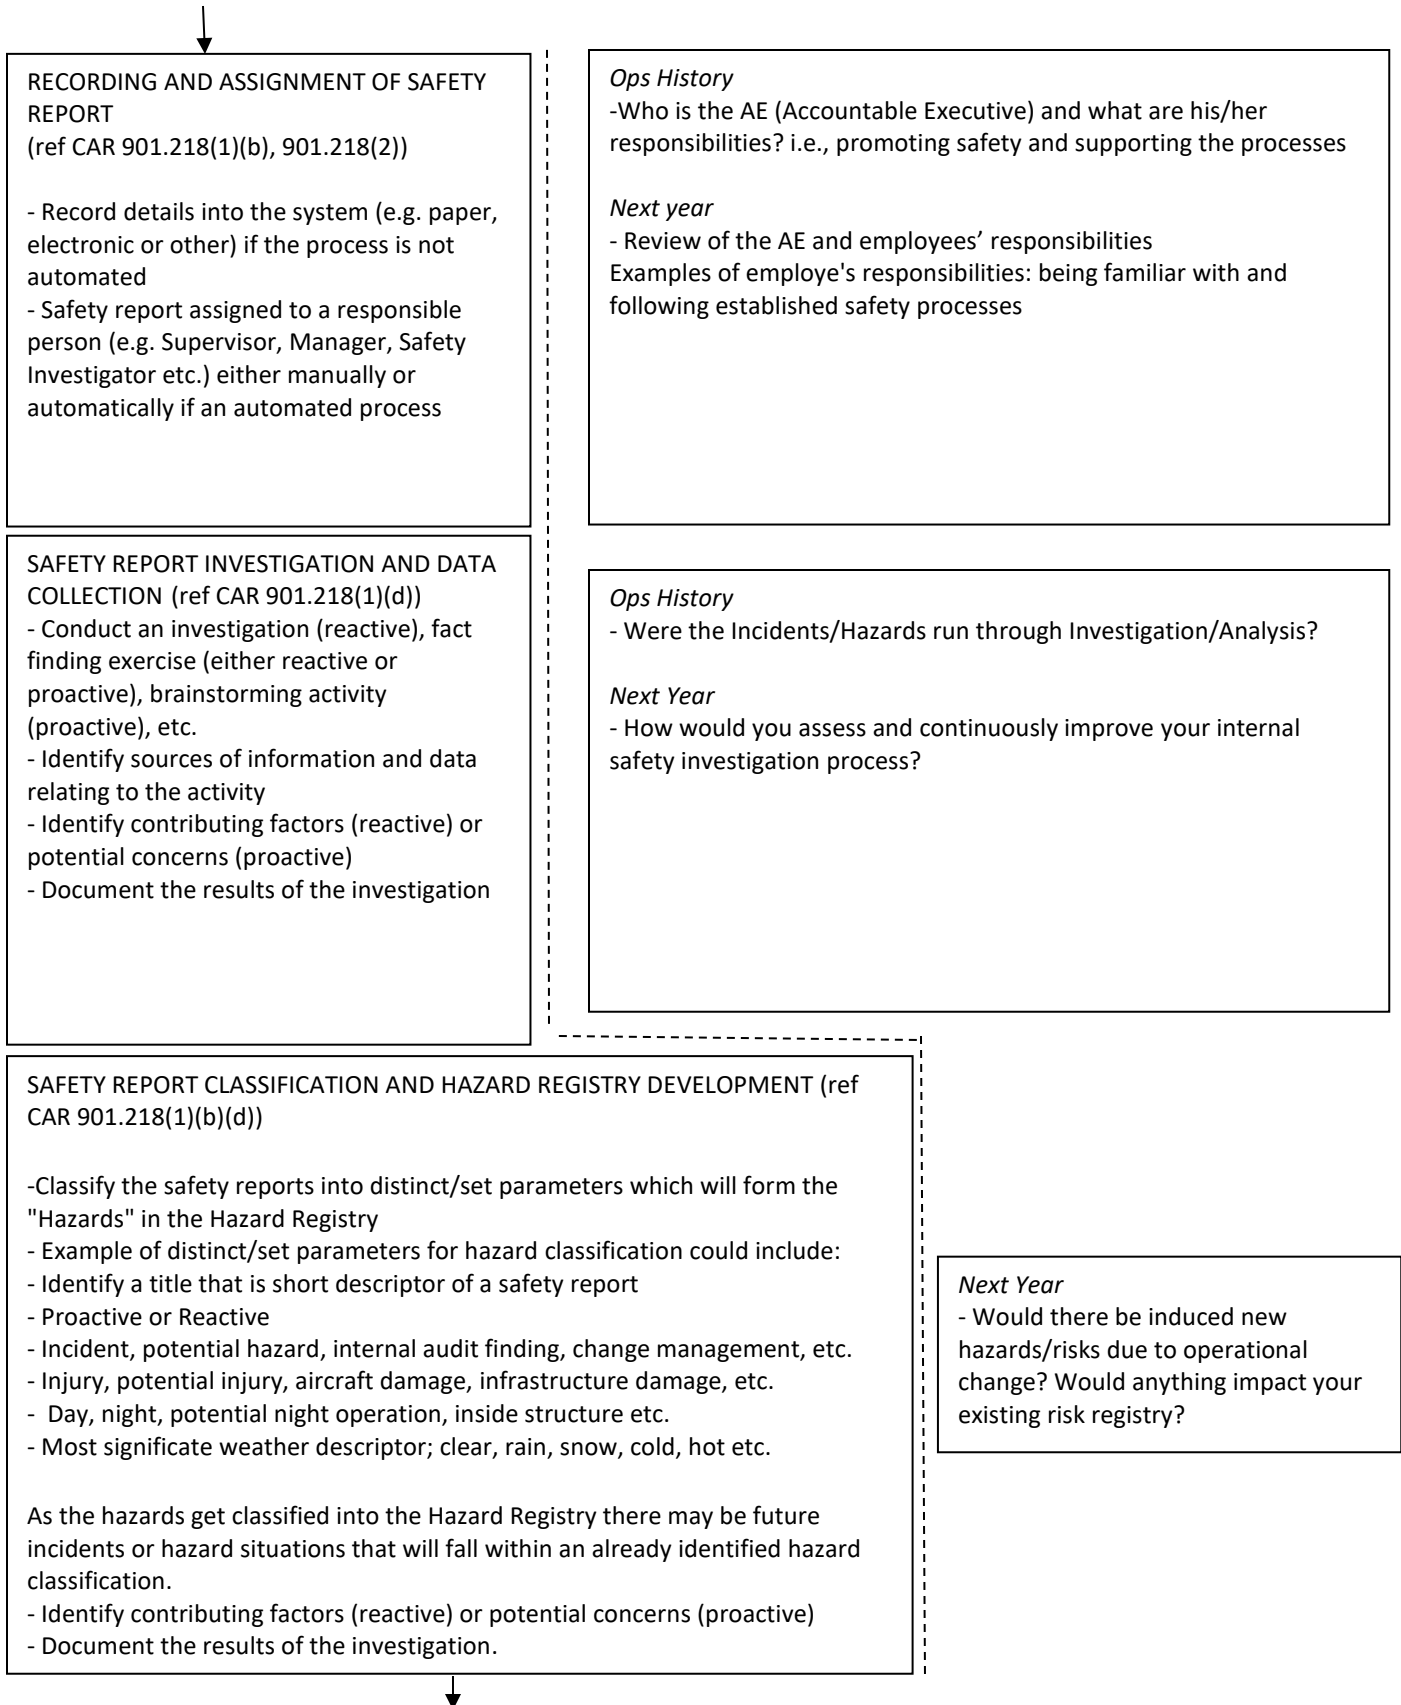 RECORDING AND ASSIGNMENT OF SAFETY
REPORT
(ref CAR 901.218(1)(b), 901.218(2))
- Record details into the system (e.g. paper,
electronic or other) if the process is not
automated
- Safety report assigned to a responsible
person (e.g. Supervisor, Manager, Safety
Investigator etc.) either manually or
automatically if an automated process
Ops History
-Who is the AE (Accountable Executive) and what are his/her
responsibilities? i.e., promoting safety and supporting the processes
Next year
- Review of the AE and employees’ responsibilities
Examples of employe's responsibilities: being familiar with and
following established safety processes
SAFETY REPORT INVESTIGATION AND DATA
COLLECTION (ref CAR 901.218(1)(d))
- Conduct an investigation (reactive), fact
finding exercise (either reactive or
proactive), brainstorming activity
(proactive), etc.
- Identify sources of information and data
relating to the activity
- Identify contributing factors (reactive) or
potential concerns (proactive)
- Document the results of the investigation
Ops History
- Were the Incidents/Hazards run through Investigation/Analysis?
Next Year
- How would you assess and continuously improve your internal
safety investigation process?
SAFETY REPORT CLASSIFICATION AND HAZARD REGISTRY DEVELOPMENT (ref
CAR 901.218(1)(b)(d))
-Classify the safety reports into distinct/set parameters which will form the
"Hazards" in the Hazard Registry
- Example of distinct/set parameters for hazard classification could include:
- Identify a title that is short descriptor of a safety report
- Proactive or Reactive
- Incident, potential hazard, internal audit finding, change management, etc.
- Injury, potential injury, aircraft damage, infrastructure damage, etc.
- Day, night, potential night operation, inside structure etc.
- Most significate weather descriptor; clear, rain, snow, cold, hot etc.
As the hazards get classified into the Hazard Registry there may be future
incidents or hazard situations that will fall within an already identified hazard
classification.
- Identify contributing factors (reactive) or potential concerns (proactive)
- Document the results of the investigation.
Next Year
- Would there be induced new
hazards/risks due to operational
change? Would anything impact your
existing risk registry?